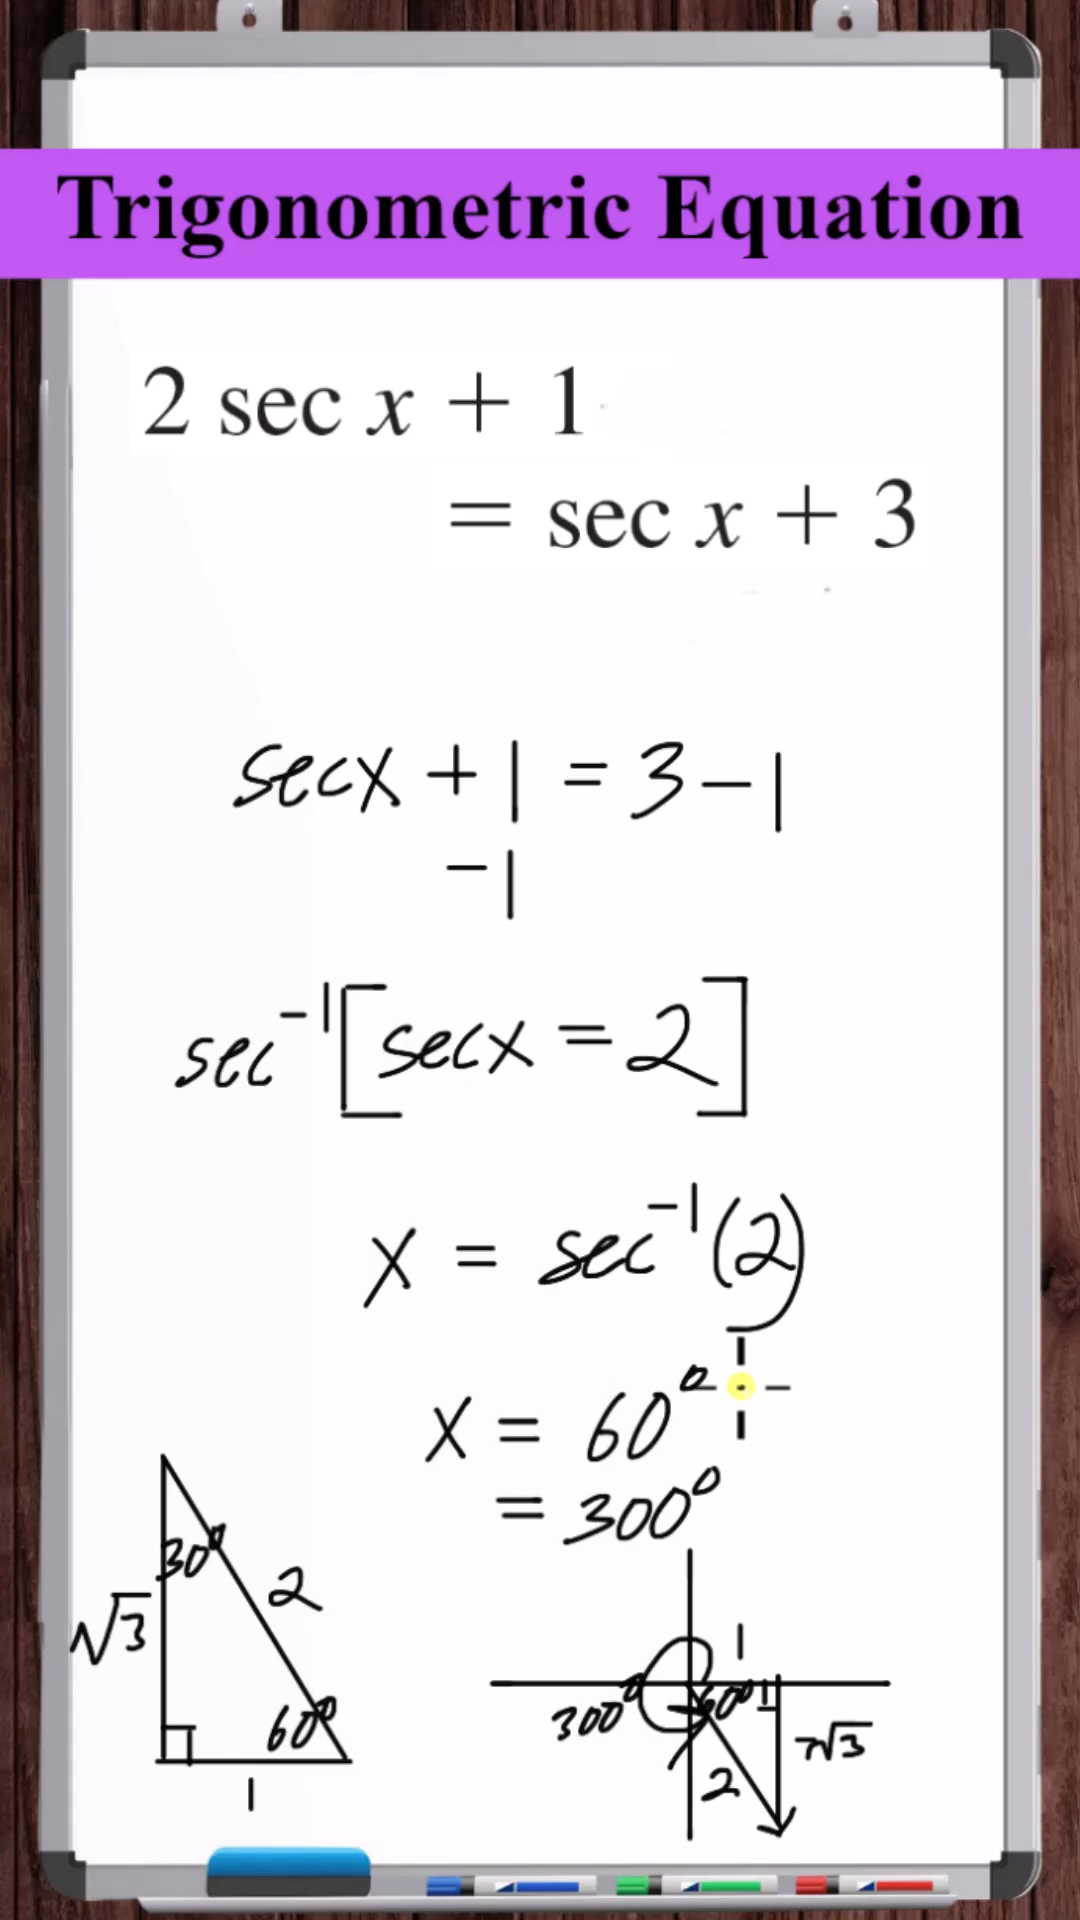 Trigonometric Equation
2 sec x + 1
= sec x + 3
secx + 1 = 3 - 1
-1
sec⁻¹[secx = 2]
x = sec⁻¹(2)
x = 60°
= 300°
30°
2
√3
60°
1
1
300°
60°
-√3
2